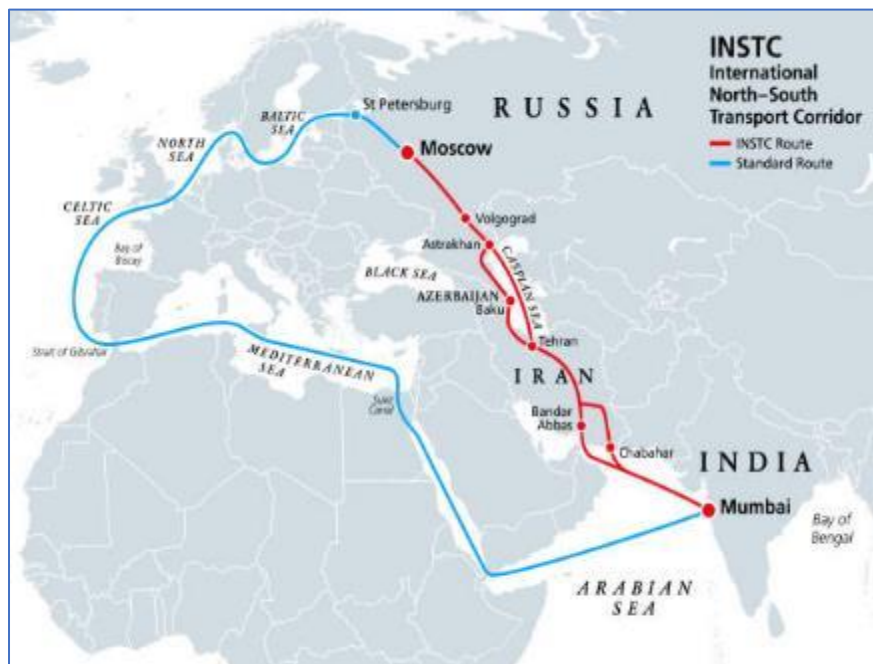 INSTC
International
North–South
Transport Corridor
INSTC Route
Standard Route
St Petersburg
RUSSIA
BALTIC
SEA
NORTH
SEA
Moscow
CELTIC
SEA
Volgograd
Bay of
Biscay
Astrakhan
CASPIAN SEA
BLACK SEA
AZERBAIJAN
Baku
Strait of Gibraltar
Tehran
MEDITERRANEAN
SEA
IRAN
Suez
Canal
Bandar
Abbas
Chabahar
INDIA
Mumbai
Bay of
Bengal
ARABIAN
SEA